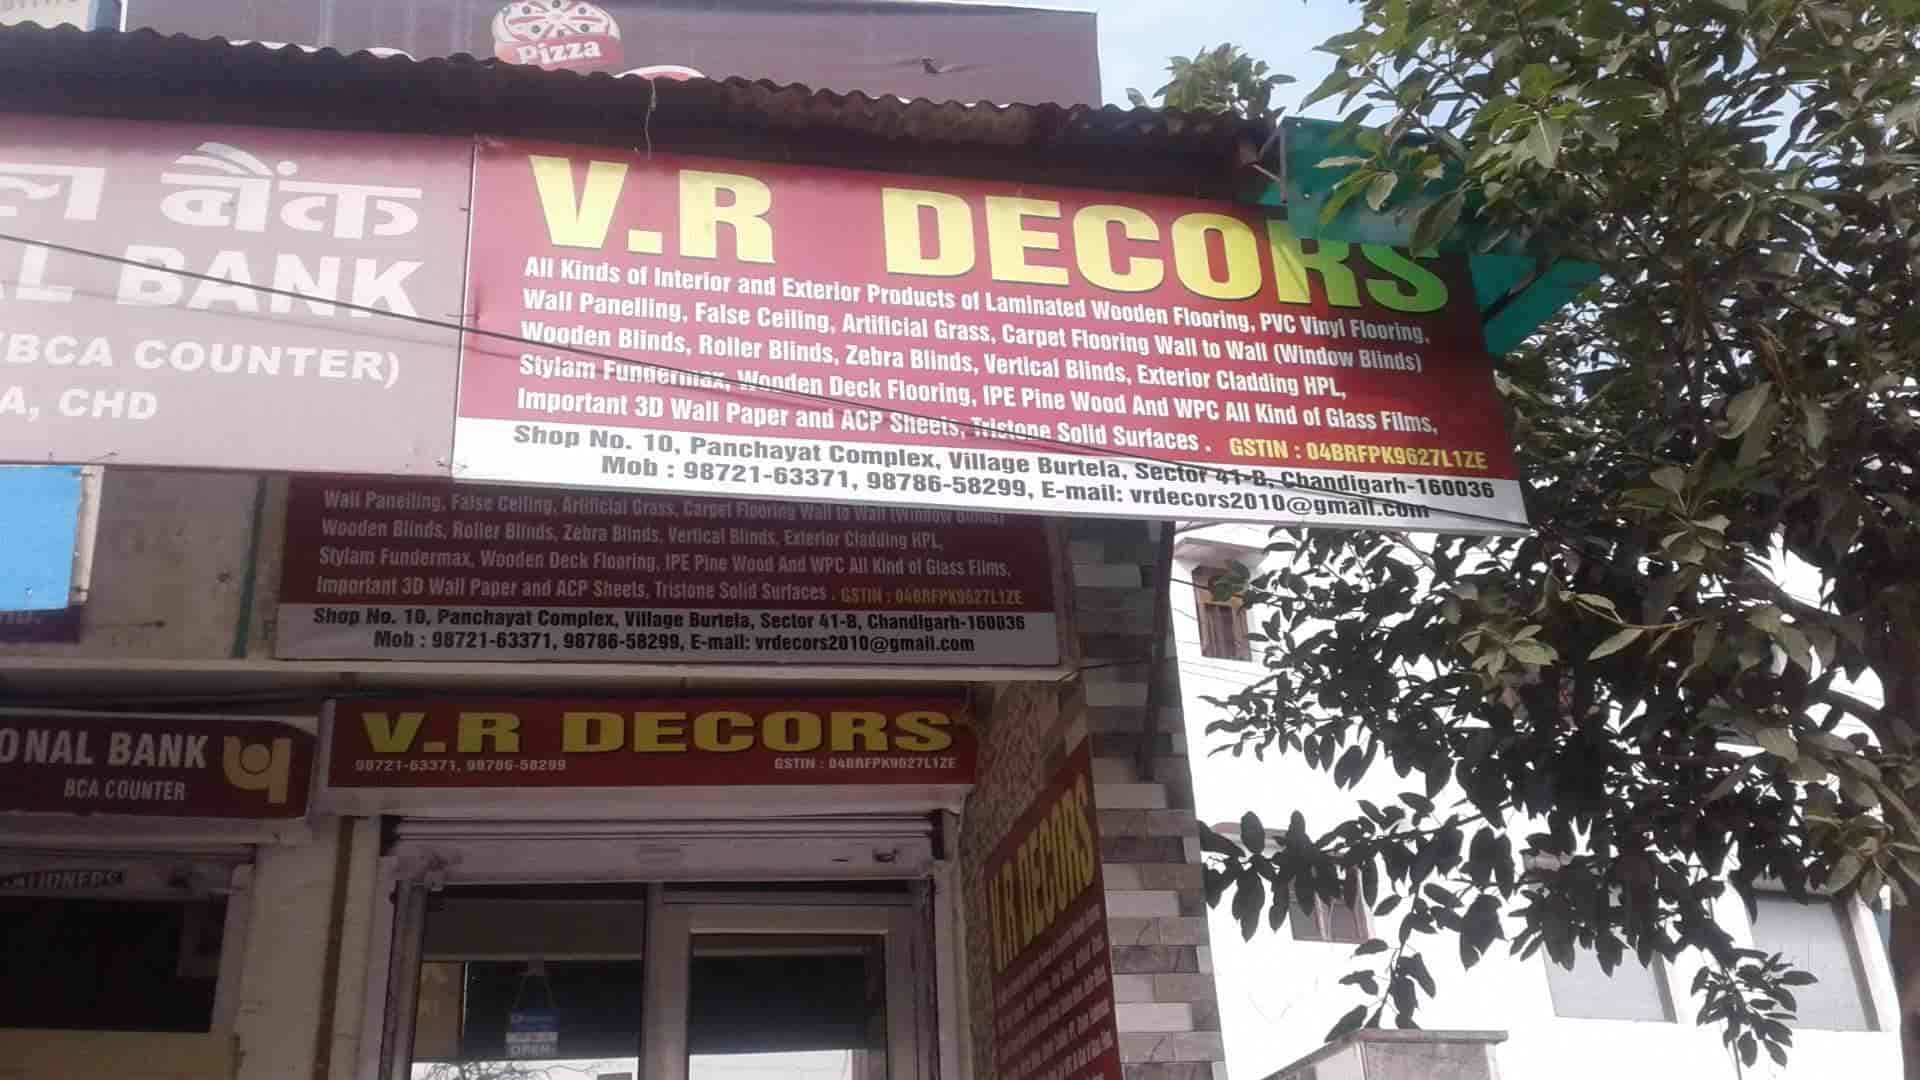 Pizza
बैंक
BANK
BCA COUNTER)
A, CHD
V.R DECORS
All Kinds of Interior and Exterior Products of Laminated Wooden Flooring, PVC Vinyl Flooring,
Wall Panelling, False Ceiling, Artificial Grass, Carpet Flooring Wall to Wall (Window Blinds)
Wooden Blinds, Roller Blinds, Zebra Blinds, Vertical Blinds, Exterior Cladding HPL,
Stylam Fundermax, Wooden Deck Flooring, IPE Pine Wood And WPC All Kind of Glass Films,
Important 3D Wall Paper and ACP Sheets, Tristone Solid Surfaces . GSTIN : 04BRFPK9627L1ZE
Shop No. 10, Panchayat Complex, Village Burtela, Sector 41-B, Chandigarh-160036
Mob : 98721-63371, 98786-58299, E-mail: vrdecors2010@gmail.com
Wall Panelling, False Ceiling, Artificial Grass, Carpet Flooring Wall to Wall (Window Blinds)
Wooden Blinds, Roller Blinds, Zebra Blinds, Vertical Blinds, Exterior Cladding HPL,
Stylam Fundermax, Wooden Deck Flooring, IPE Pine Wood And WPC All Kind of Glass Films,
Important 3D Wall Paper and ACP Sheets, Tristone Solid Surfaces . GSTIN : 04BRFPK9627L1ZE
Shop No. 10, Panchayat Complex, Village Burtela, Sector 41-B, Chandigarh-160036
Mob : 98721-63371, 98786-58299, E-mail: vrdecors2010@gmail.com
ONAL BANK
BCA COUNTER
V.R DECORS
98721-63371, 98786-58299 GSTIN : 04BRFPK9627L1ZE
V.R DECORS
OPEN